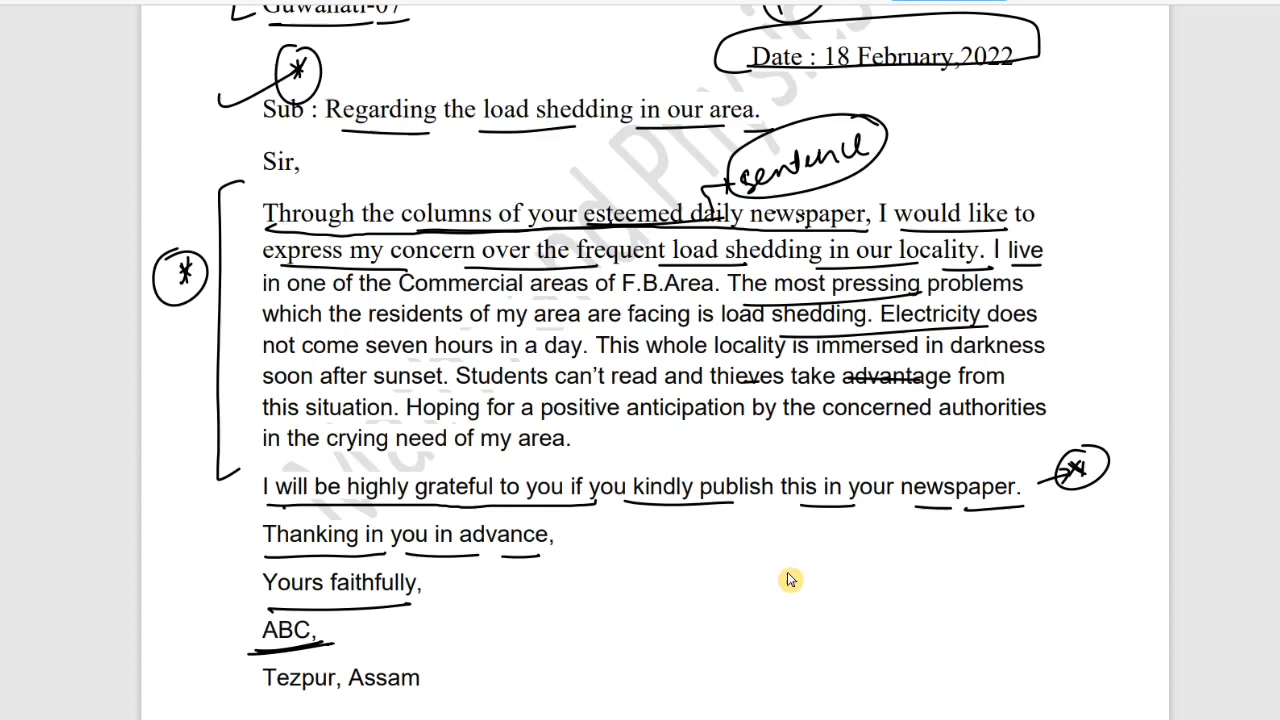 Guwahati-07
Date : 18 February,2022
Sub : Regarding the load shedding in our area.
Sir,
sentence
Through the columns of your esteemed daily newspaper, I would like to
express my concern over the frequent load shedding in our locality. I live
in one of the Commercial areas of F.B.Area. The most pressing problems
which the residents of my area are facing is load shedding. Electricity does
not come seven hours in a day. This whole locality is immersed in darkness
soon after sunset. Students can’t read and thieves take advantage from
this situation. Hoping for a positive anticipation by the concerned authorities
in the crying need of my area.
I will be highly grateful to you if you kindly publish this in your newspaper.
Thanking in you in advance,
Yours faithfully,
ABC,
Tezpur, Assam